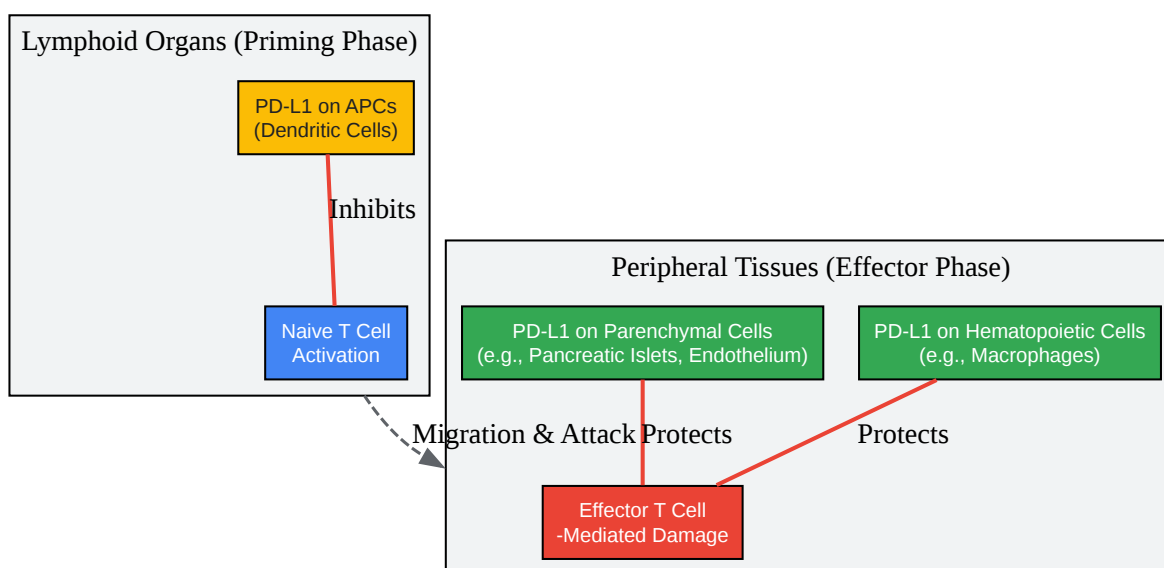 Lymphoid Organs (Priming Phase)
PD-L1 on APCs
(Dendritic Cells)
Inhibits
Naive T Cell
Activation
Peripheral Tissues (Effector Phase)
PD-L1 on Parenchymal Cells
(e.g., Pancreatic Islets, Endothelium)
PD-L1 on Hematopoietic Cells
(e.g., Macrophages)
Migration & Attack
Protects
Protects
Effector T Cell
-Mediated Damage